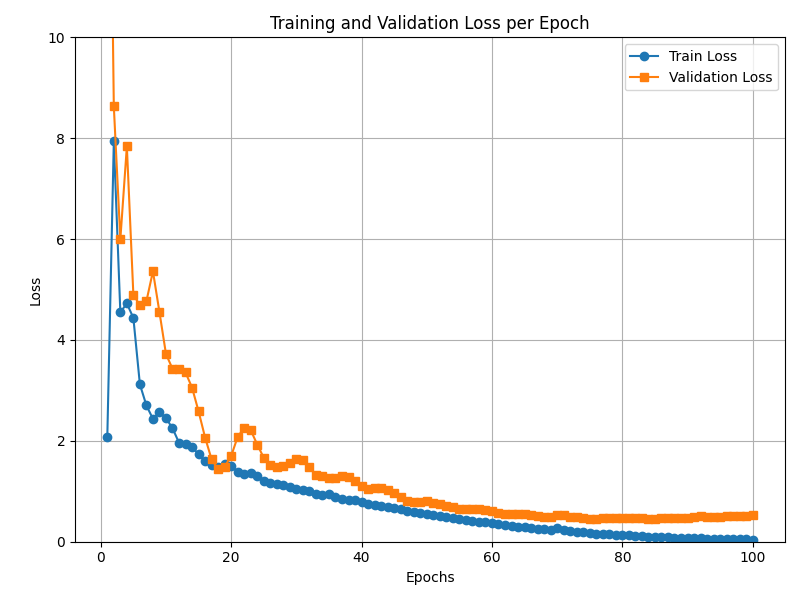 Training and Validation Loss per Epoch
Train Loss
Validation Loss
10
8
6
4
2
0
Loss
0 20 40 60 80 100
Epochs